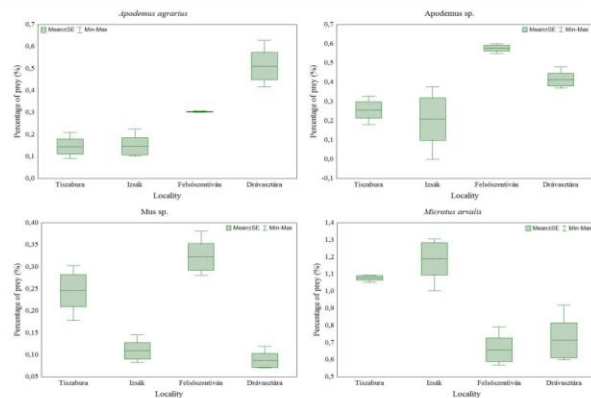 Apodemus agrarius
Mean±SE Min-Max
0,7
0,6
0,5
0,4
0,3
0,2
0,1
0,0
Percentage of prey (%)
Tiszabura Izsák Felsőszentiván Drávasztára
Locality
Apodemus sp.
Mean±SE Min-Max
0,7
0,6
0,5
0,4
0,3
0,2
0,1
0,0
-0,1
Percentage of prey (%)
Tiszabura Izsák Felsőszentiván Drávasztára
Locality
Mus sp.
Mean±SE Min-Max
0,40
0,35
0,30
0,25
0,20
0,15
0,10
0,05
Percentage of prey (%)
Tiszabura Izsák Felsőszentiván Drávasztára
Locality
Microtus arvalis
Mean±SE Min-Max
1,4
1,3
1,2
1,1
1,0
0,9
0,8
0,7
0,6
0,5
Percentage of prey (%)
Tiszabura Izsák Felsőszentiván Drávasztára
Locality